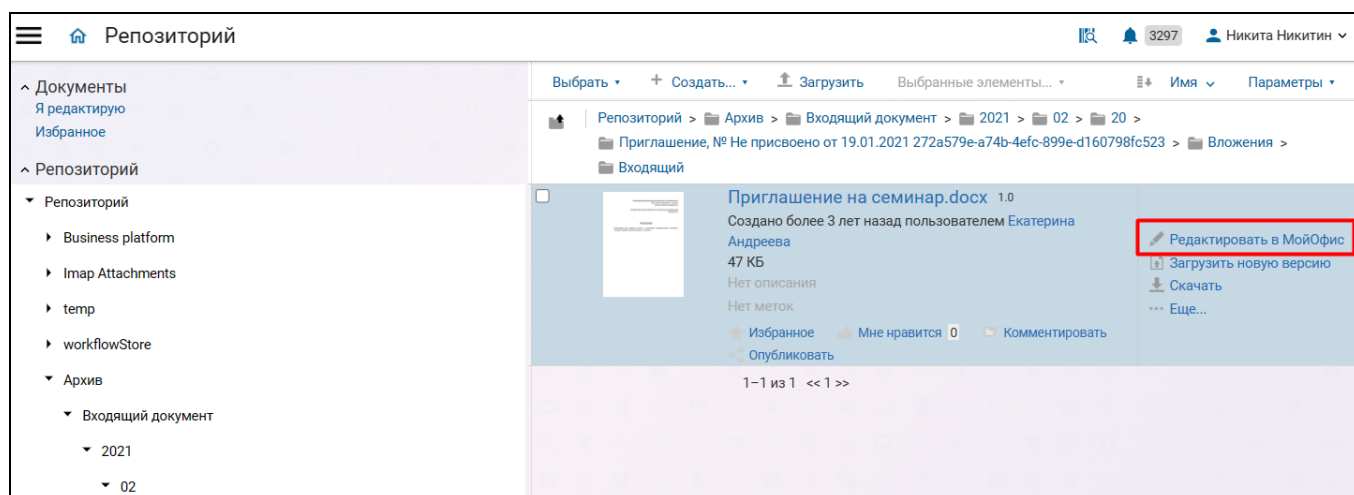 Репозиторий
3297
Никита Никитин
Документы
Я редактирую
Избранное
Репозиторий
Репозиторий
Business platform
Imap Attachments
temp
workflowStore
Архив
Входящий документ
2021
02
Выбрать
+ Создать...
Загрузить
Выбранные элементы...
Имя
Параметры
Репозиторий > Архив > Входящий документ > 2021 > 02 > 20 >
Приглашение, № Не присвоено от 19.01.2021 272a579e-a74b-4efc-899e-d160798fc523 > Вложения >
Входящий
Приглашение на семинар.docx 1.0
Создано более 3 лет назад пользователем Екатерина
Андреева
47 КБ
Нет описания
Нет меток
Избранное Мне нравится 0 Комментировать
Опубликовать
Редактировать в МойОфис
Загрузить новую версию
Скачать
Еще...
1–1 из 1 << 1 >>